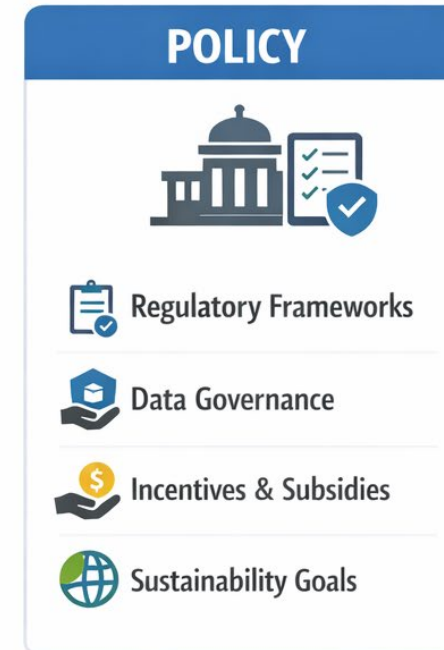 POLICY
Regulatory Frameworks
Data Governance
$
Incentives & Subsidies
Sustainability Goals